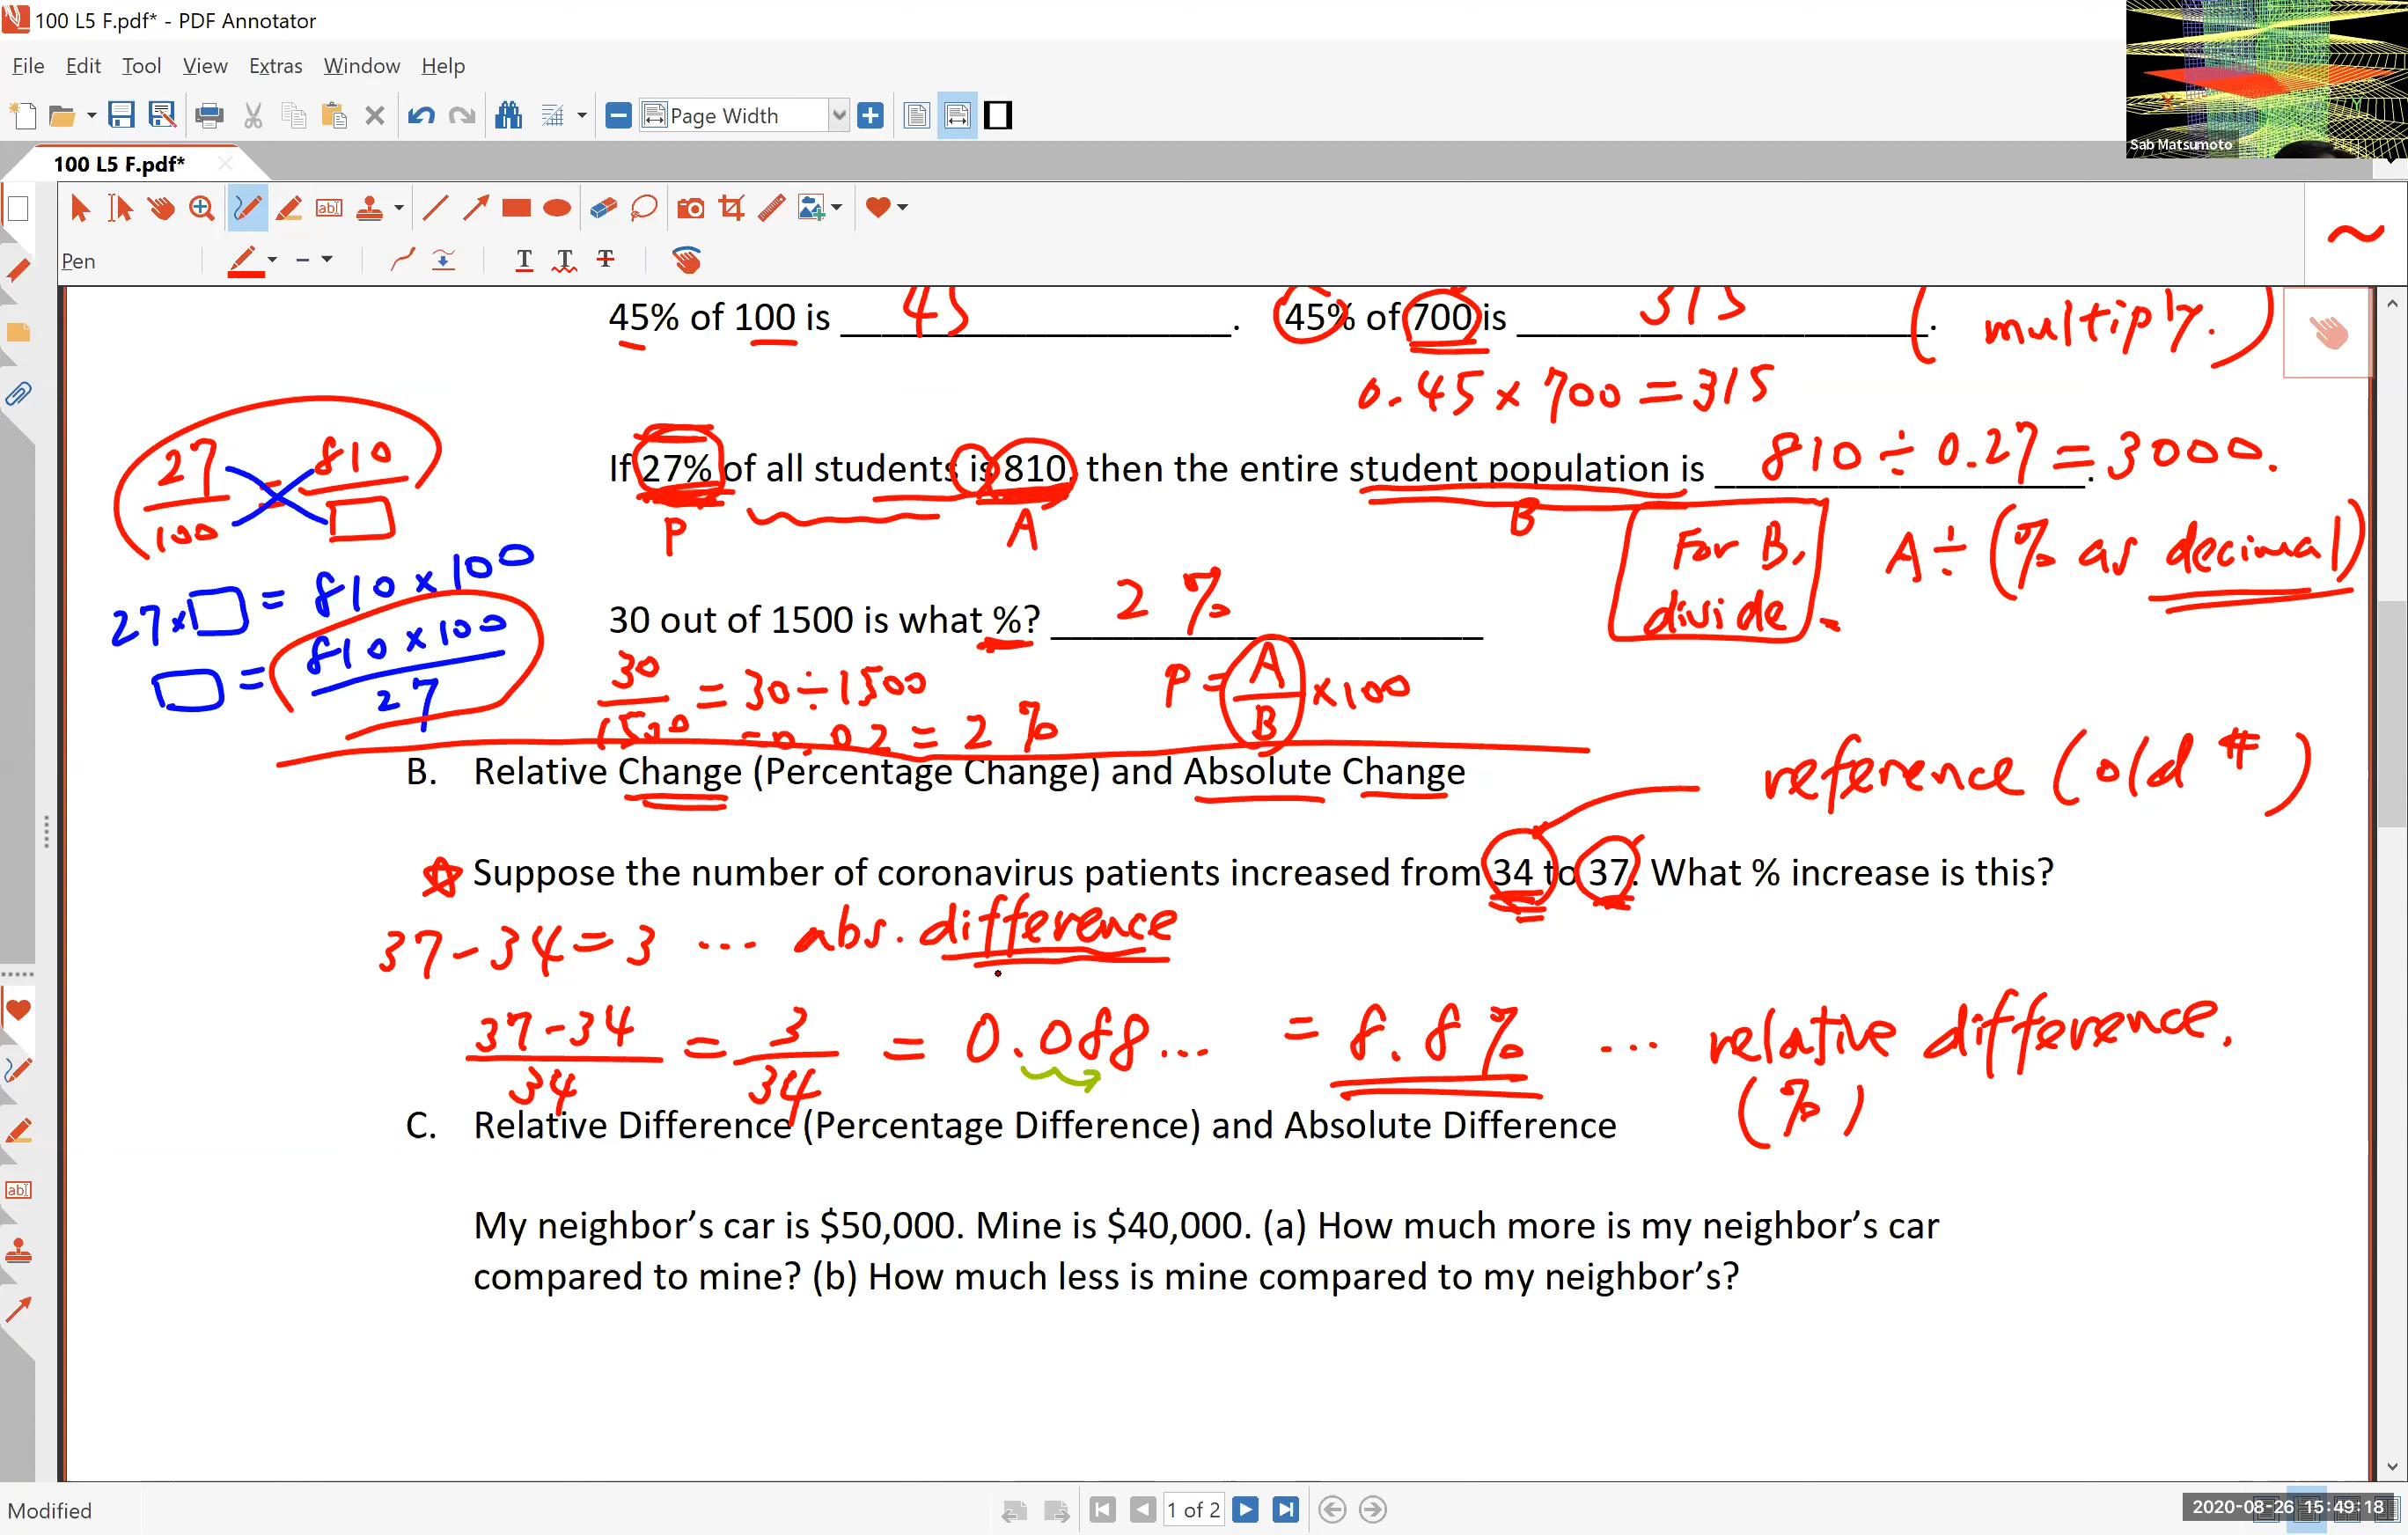 100 L5 F.pdf* - PDF Annotator
File Edit Tool View Extras Window Help
Page Width
Sab Matsumoto
100 L5 F.pdf*
Pen
45% of 100 is ____ 45 ____. 45% of 700 is ____ 315 ____. ( multiply. )
0.45 × 700 = 315
27/100 = 810/□
If 27% of all students is 810, then the entire student population is 810 ÷ 0.27 = 3000.
P A B
For B, divide. A ÷ (% as decimal)
27 × □ = 810 × 100
□ = 810 × 100 / 27
30 out of 1500 is what %? 2 %
30/1500 = 30 ÷ 1500
= 0.02 = 2 %
P = A/B × 100
B. Relative Change (Percentage Change) and Absolute Change
reference (old #)
☆ Suppose the number of coronavirus patients increased from 34 to 37. What % increase is this?
37 - 34 = 3 ... abs. difference
37-34/34 = 3/34 = 0.088... = 8.8% ... relative difference.
(%)
C. Relative Difference (Percentage Difference) and Absolute Difference
My neighbor’s car is $50,000. Mine is $40,000. (a) How much more is my neighbor’s car
compared to mine? (b) How much less is mine compared to my neighbor’s?
Modified
1 of 2
2020-08-26 15:49:18